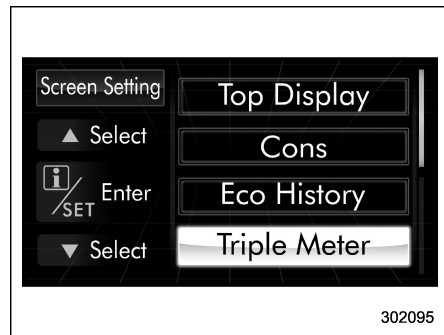 Screen Setting
Top Display
▲ Select
Cons
i/SET Enter
Eco History
▼ Select
Triple Meter
302095